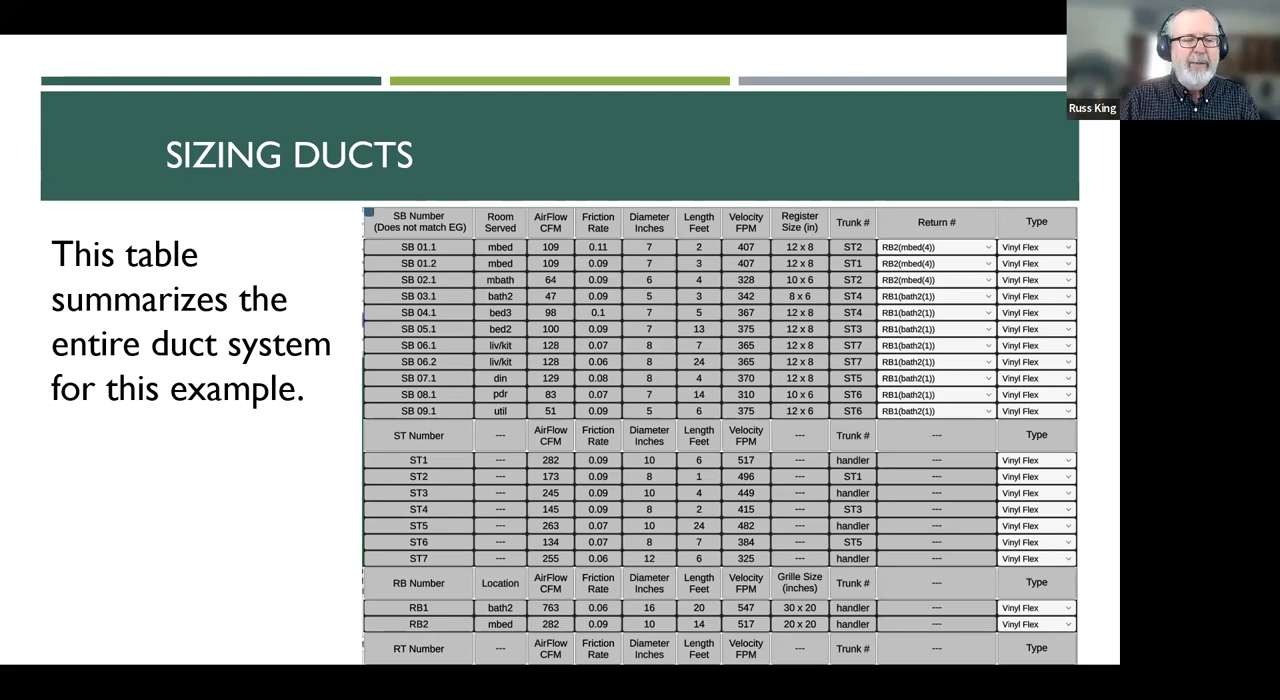 Russ King
SIZING DUCTS
This table
summarizes the
entire duct system
for this example.
SB Number (Does not match EG) Room Served AirFlow CFM Friction Rate Diameter Inches Length Feet Velocity FPM Register Size (in) Trunk # Return # Type
SB 01.1 mbed 109 0.11 7 2 407 12 x 8 ST2 RB2(mbed(4)) Vinyl Flex
SB 01.2 mbed 109 0.09 7 3 407 12 x 8 ST1 RB2(mbed(4)) Vinyl Flex
SB 02.1 mbath 64 0.09 6 4 328 10 x 6 ST2 RB2(mbed(4)) Vinyl Flex
SB 03.1 bath2 47 0.09 5 3 342 8 x 6 ST4 RB1(bath2(1)) Vinyl Flex
SB 04.1 bed3 98 0.1 7 5 367 12 x 8 ST4 RB1(bath2(1)) Vinyl Flex
SB 05.1 bed2 100 0.09 7 13 375 12 x 8 ST3 RB1(bath2(1)) Vinyl Flex
SB 06.1 liv/kit 128 0.07 8 7 365 12 x 8 ST7 RB1(bath2(1)) Vinyl Flex
SB 06.2 liv/kit 128 0.06 8 24 365 12 x 8 ST7 RB1(bath2(1)) Vinyl Flex
SB 07.1 din 129 0.08 8 4 370 12 x 8 ST5 RB1(bath2(1)) Vinyl Flex
SB 08.1 pdr 83 0.07 7 14 310 10 x 6 ST6 RB1(bath2(1)) Vinyl Flex
SB 09.1 util 51 0.09 5 6 375 12 x 6 ST6 RB1(bath2(1)) Vinyl Flex
ST Number --- AirFlow CFM Friction Rate Diameter Inches Length Feet Velocity FPM --- Trunk # --- Type
ST1 --- 282 0.09 10 6 517 --- handler --- Vinyl Flex
ST2 --- 173 0.09 8 1 496 --- ST1 --- Vinyl Flex
ST3 --- 245 0.09 10 4 449 --- handler --- Vinyl Flex
ST4 --- 145 0.09 8 2 415 --- ST3 --- Vinyl Flex
ST5 --- 263 0.07 10 24 482 --- handler --- Vinyl Flex
ST6 --- 134 0.07 8 7 384 --- ST5 --- Vinyl Flex
ST7 --- 255 0.06 12 6 325 --- handler --- Vinyl Flex
RB Number Location AirFlow CFM Friction Rate Diameter Inches Length Feet Velocity FPM Grille Size (inches) Trunk # --- Type
RB1 bath2 763 0.06 16 20 547 30 x 20 handler --- Vinyl Flex
RB2 mbed 282 0.09 10 14 517 20 x 20 handler --- Vinyl Flex
RT Number --- AirFlow CFM Friction Rate Diameter Inches Length Feet Velocity FPM --- Trunk # --- Type